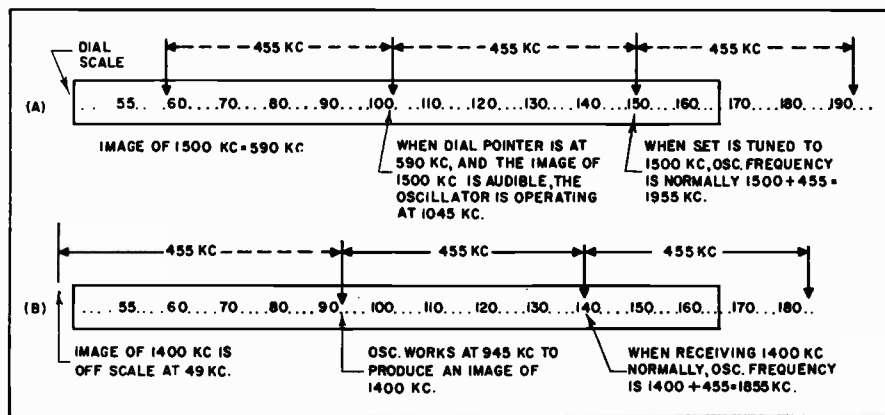 455 KC 455 KC 455 KC
DIAL
SCALE
(A) .. 55...60....70....80....90....100....110....120....130....140....150....160.... 170....180....190...
IMAGE OF 1500 KC=590 KC
WHEN DIAL POINTER IS AT
590 KC, AND THE IMAGE OF
1500 KC IS AUDIBLE, THE
OSCILLATOR IS OPERATING
AT 1045 KC.
WHEN SET IS TUNED TO
1500 KC, OSC. FREQUENCY
IS NORMALLY 1500+455=
1955 KC.
455 KC 455 KC 455 KC
(B) .... 55...60....70....80....90....100....110....120....130....140....150....160.... 170....180..
IMAGE OF 1400 KC IS
OFF SCALE AT 49 KC.
OSC. WORKS AT 945 KC TO
PRODUCE AN IMAGE OF
1400 KC.
WHEN RECEIVING 1400 KC
NORMALLY, OSC. FREQUENCY
IS 1400+455=1855 KC.